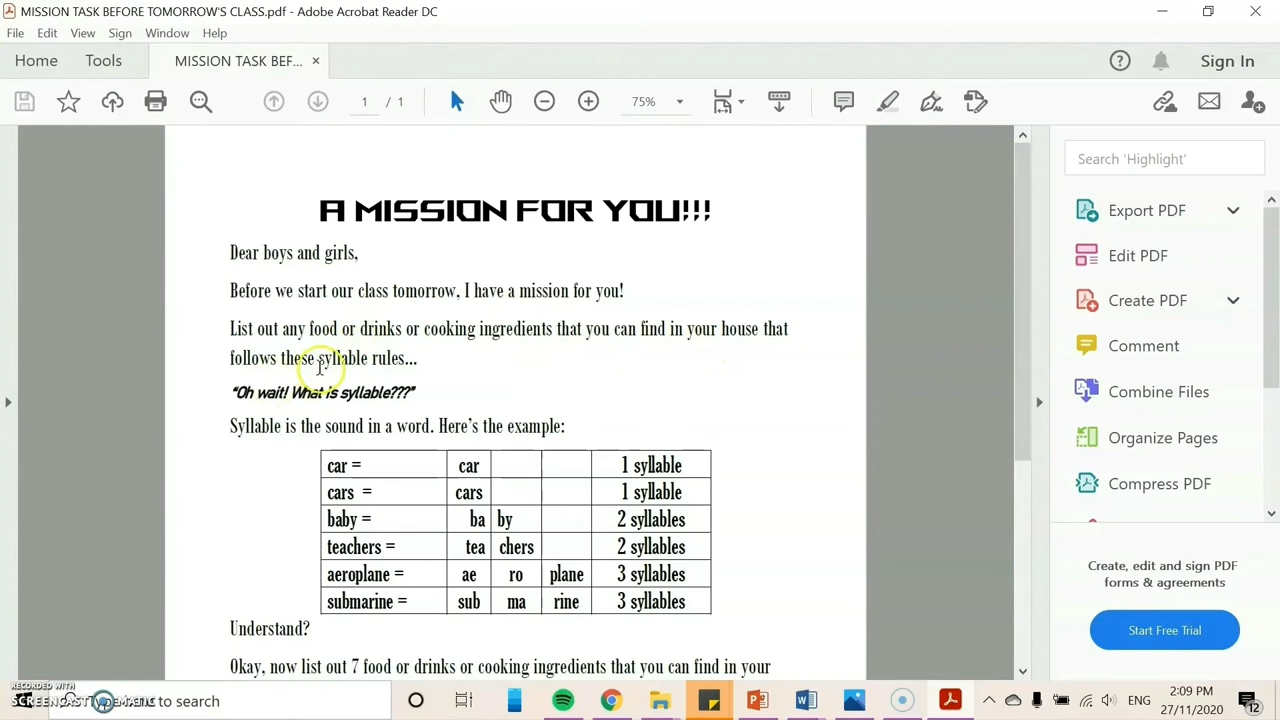 MISSION TASK BEFORE TOMORROW'S CLASS.pdf - Adobe Acrobat Reader DC
File Edit View Sign Window Help
Home Tools MISSION TASK BEF... × Sign In
1 / 1 75%
Search 'Highlight'
A MISSION FOR YOU!!!
Dear boys and girls,
Before we start our class tomorrow, I have a mission for you!
List out any food or drinks or cooking ingredients that you can find in your house that
follows these syllable rules...
“Oh wait! What is syllable???”
Syllable is the sound in a word. Here’s the example:
car = car 1 syllable
cars = cars 1 syllable
baby = ba by 2 syllables
teachers = tea chers 2 syllables
aeroplane = ae ro plane 3 syllables
submarine = sub ma rine 3 syllables
Understand?
Okay, now list out 7 food or drinks or cooking ingredients that you can find in your
Export PDF
Edit PDF
Create PDF
Comment
Combine Files
Organize Pages
Compress PDF
Create, edit and sign PDF
forms & agreements
Start Free Trial
RECORDED WITH
SCREENCAST-O-MATIC
Type here to search
ENG
2:09 PM
27/11/2020
12